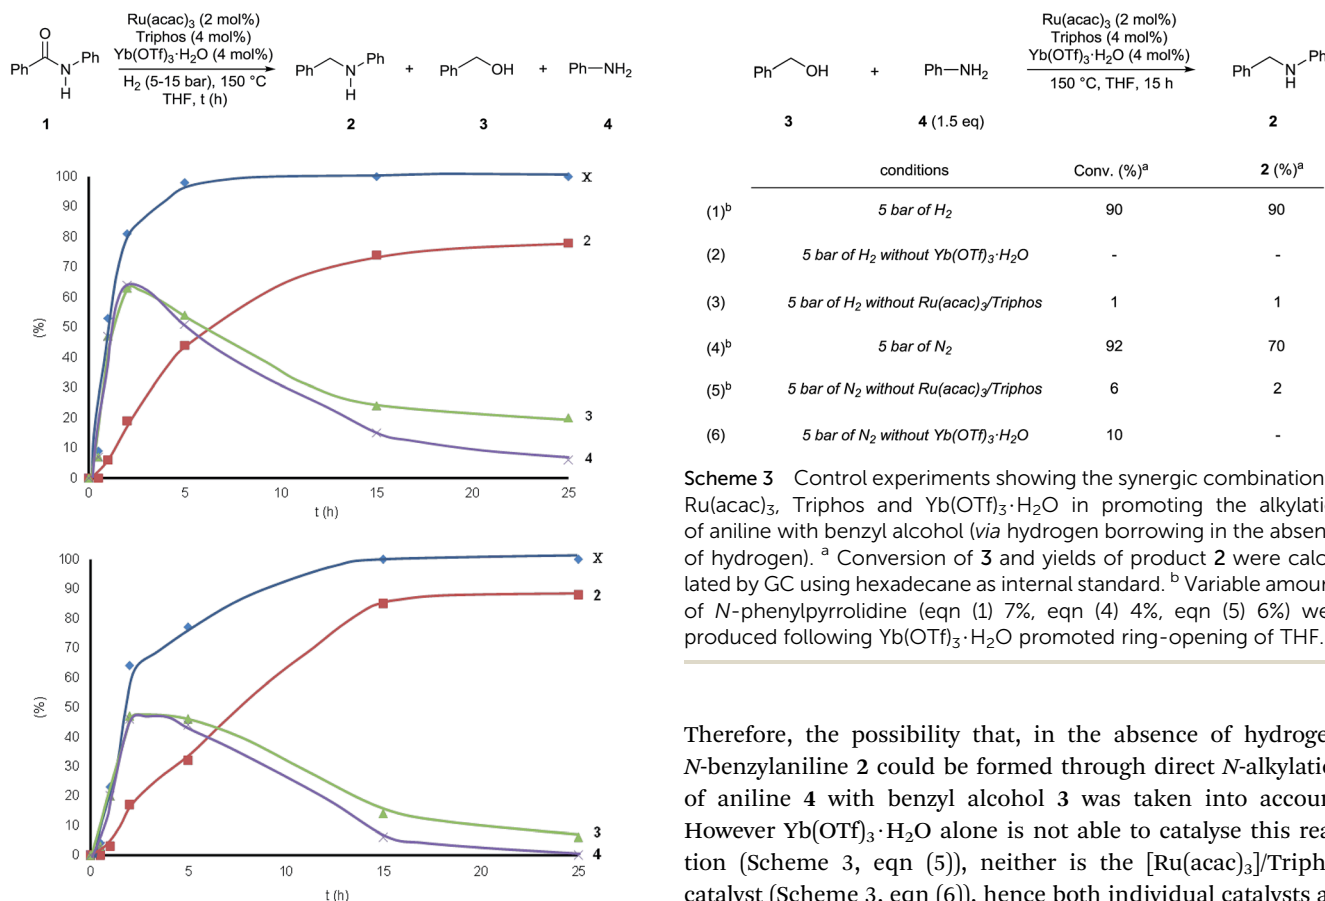 Ru(acac)₃ (2 mol%)
Triphos (4 mol%)
Yb(OTf)₃·H₂O (4 mol%)
H₂ (5-15 bar), 150 °C
THF, t (h)
O
Ph
N
H
Ph
1
Ph
N
H
Ph
2
+
Ph
OH
3
+
Ph
NH₂
4
100
90
80
70
60
50
40
30
20
10
0
(%)
x
2
3
4
0
5
10
15
20
25
t (h)
100
90
80
70
60
50
40
30
20
10
0
(%)
x
2
3
4
0
5
10
15
20
25
t (h)
Ru(acac)₃ (2 mol%)
Triphos (4 mol%)
Yb(OTf)₃·H₂O (4 mol%)
150 °C, THF, 15 h
Ph
OH
3
+
Ph
NH₂
4 (1.5 eq)
Ph
N
H
Ph
2
conditions Conv. (%)ᵃ 2 (%)ᵃ
(1)ᵇ 5 bar of H₂ 90 90
(2) 5 bar of H₂ without Yb(OTf)₃·H₂O - -
(3) 5 bar of H₂ without Ru(acac)₃/Triphos 1 1
(4)ᵇ 5 bar of N₂ 92 70
(5)ᵇ 5 bar of N₂ without Ru(acac)₃/Triphos 6 2
(6) 5 bar of N₂ without Yb(OTf)₃·H₂O 10 -
Scheme 3 Control experiments showing the synergic combination
Ru(acac)₃, Triphos and Yb(OTf)₃·H₂O in promoting the alkylati
of aniline with benzyl alcohol (via hydrogen borrowing in the absen
of hydrogen). ᵃ Conversion of 3 and yields of product 2 were calc
lated by GC using hexadecane as internal standard. ᵇ Variable amoun
of N-phenylpyrrolidine (eqn (1) 7%, eqn (4) 4%, eqn (5) 6%) we
produced following Yb(OTf)₃·H₂O promoted ring-opening of THF.
Therefore, the possibility that, in the absence of hydroge
N-benzylaniline 2 could be formed through direct N-alkylatio
of aniline 4 with benzyl alcohol 3 was taken into accoun
However Yb(OTf)₃·H₂O alone is not able to catalyse this rea
tion (Scheme 3, eqn (5)), neither is the [Ru(acac)₃]/Triph
catalyst (Scheme 3, eqn (6)), hence both individual catalysts a